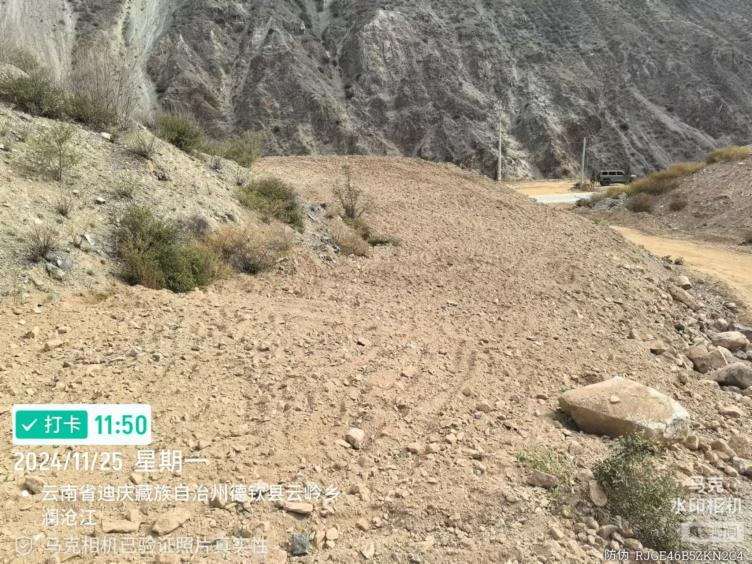 打卡 11:50
2024/11/25 星期一
云南省迪庆藏族自治州德钦县云岭乡
澜沧江
马克相机已验证照片真实性
马克
水印相机
防伪 RJGE46B5ZKN2C4